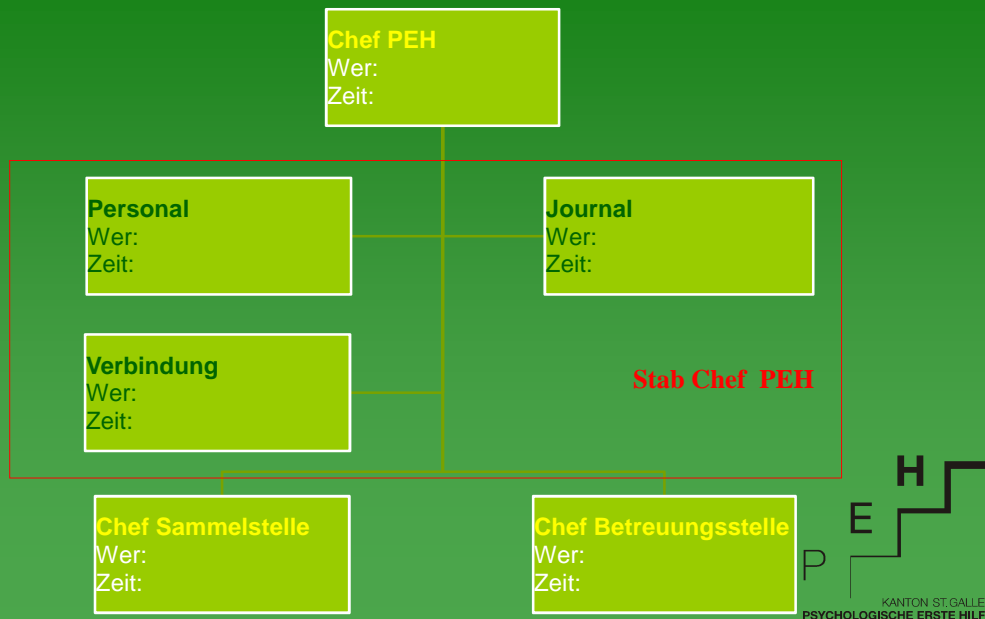 Chef PEH
Wer:
Zeit:
Personal
Wer:
Zeit:
Journal
Wer:
Zeit:
Verbindung
Wer:
Zeit:
Stab Chef PEH
Chef Sammelstelle
Wer:
Zeit:
Chef Betreuungsstelle
Wer:
Zeit:
P E H
KANTON ST.GALLE
PSYCHOLOGISCHE ERSTE HILF